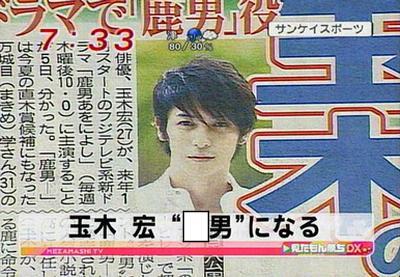 ドラマで「鹿男」役
サンケイスポーツ
7:33
80/30%
玉木。
俳優、玉木宏(27)が、来年1
スタートのフジテレビ系新ド
ラマ「鹿男あをによし」(毎週
木曜後10・0)に主演すること
が5日、分かった。「鹿男…
は今夏の直木賞候補にもなった
万城目(まきめ)学さん(31)の
玉木 宏 “□男”になる
MEZAMASHI TV
見たもん勝ちDX